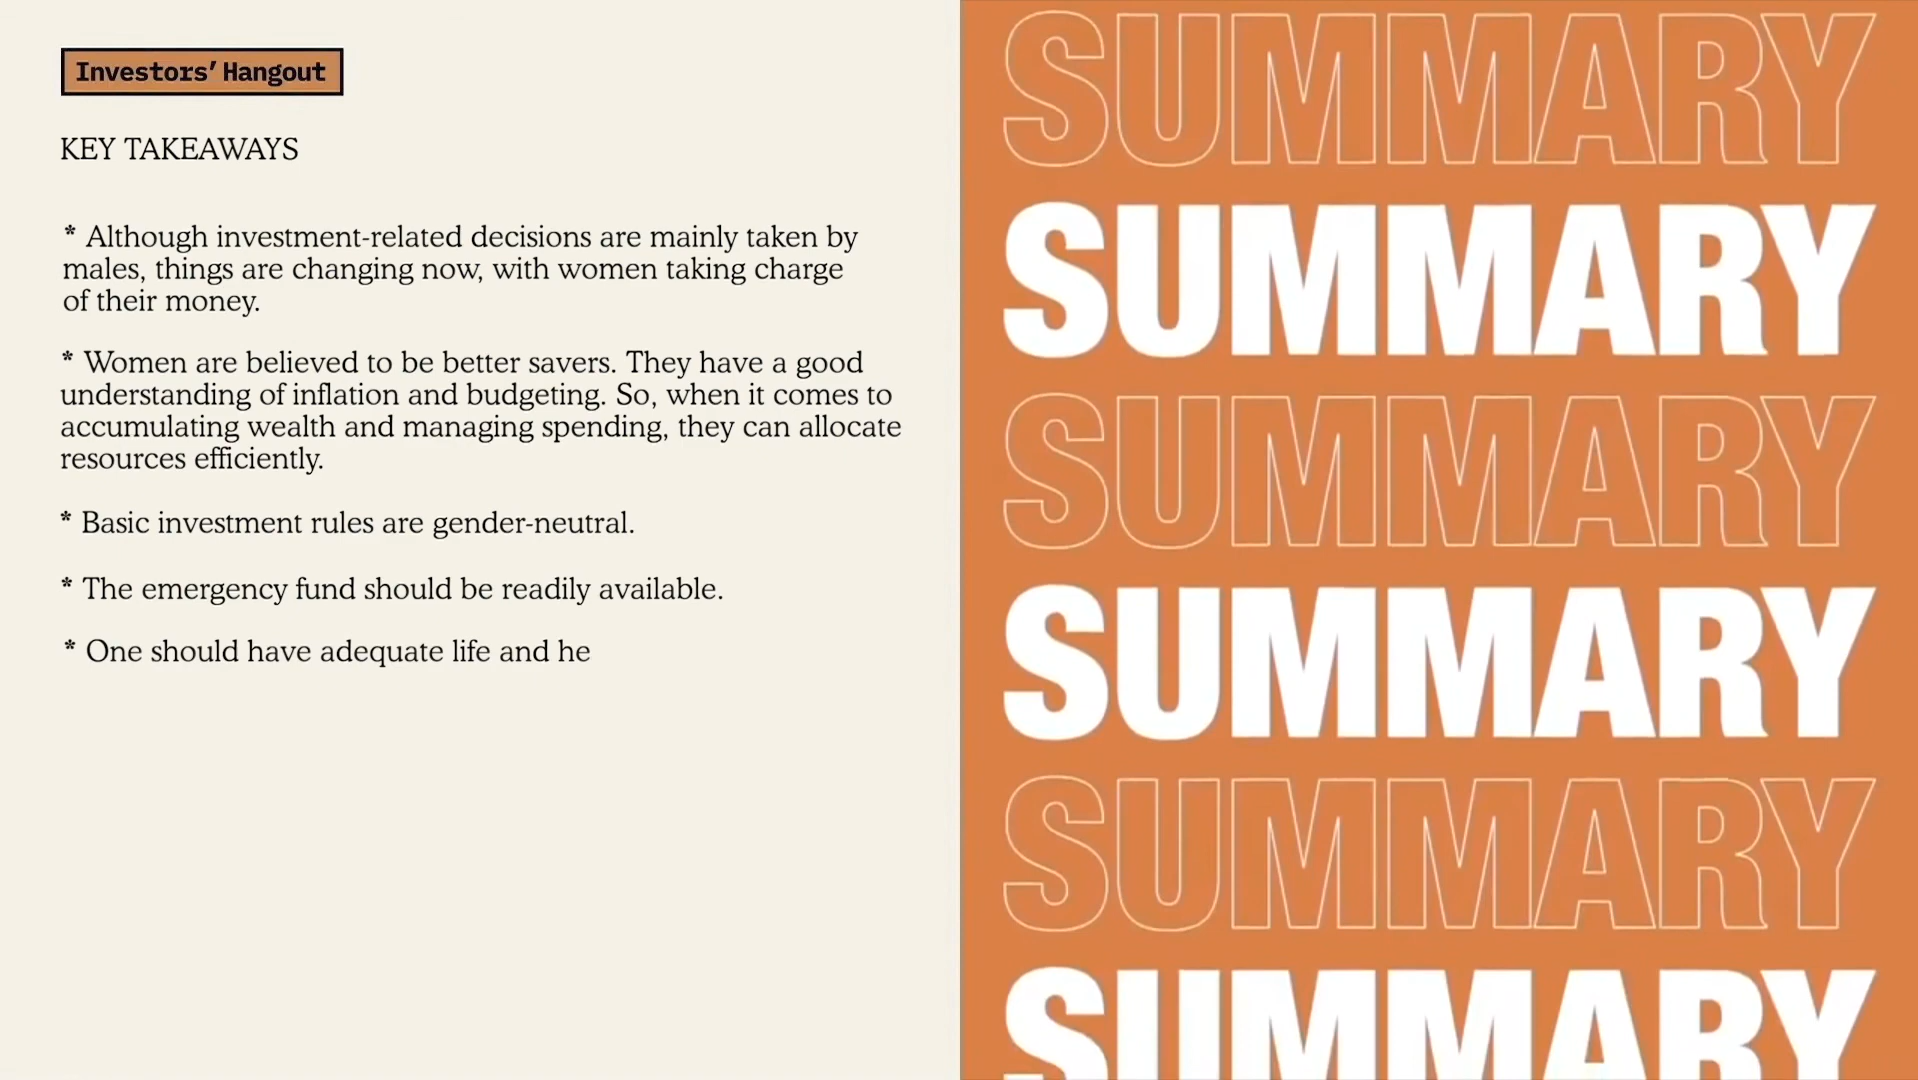 Investors' Hangout
KEY TAKEAWAYS
* Although investment-related decisions are mainly taken by
males, things are changing now, with women taking charge
of their money.
* Women are believed to be better savers. They have a good
understanding of inflation and budgeting. So, when it comes to
accumulating wealth and managing spending, they can allocate
resources efficiently.
* Basic investment rules are gender-neutral.
* The emergency fund should be readily available.
* One should have adequate life and he
SUMMARY
SUMMARY
SUMMARY
SUMMARY
SUMMARY
SUMMARY